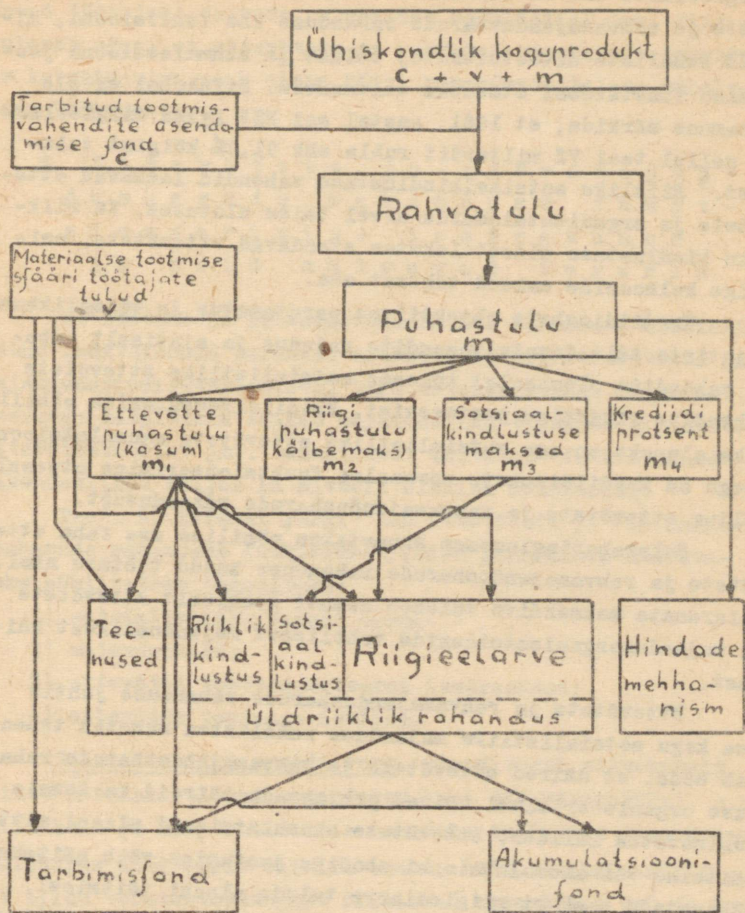 Ühiskondlik koguprodukt
c + v + m
Tarbitud tootmis-
vahendite asenda-
mise fond
c
Rahvatulu
Materiaalse tootmise
sfääri töötajate
tulud
v
Puhastulu
m
Ettevõtte
puhastulu
(kasum)
m₁
Riigi
puhastulu
käibemaks)
m₂
Sotsiaal-
kindlustuse
maksed
m₃
Krediidi
protsent
m₄
Tee-
nused
Riiklik
kind-
lustus
Sotsi-
aal
kind-
lustus
Riigieelarve
Üldriiklik rahandus
Hindade
mehha-
nism
Tarbimisfond
Akumulatsiooni-
fond